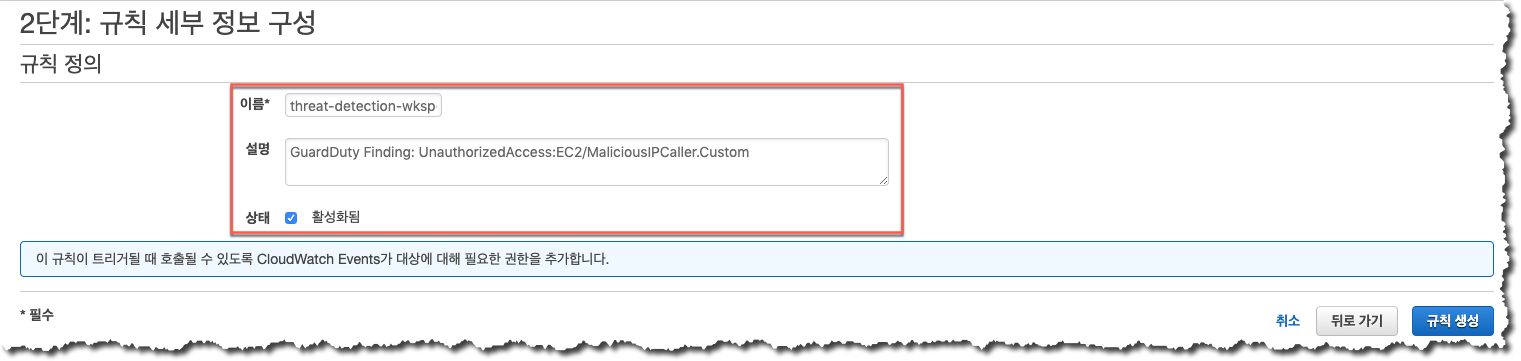 2단계: 규칙 세부 정보 구성
규칙 정의
이름* threat-detection-wksp-
설명 GuardDuty Finding: UnauthorizedAccess:EC2/MaliciousIPCaller.Custom
상태 활성화됨
이 규칙이 트리거될 때 호출될 수 있도록 CloudWatch Events가 대상에 대해 필요한 권한을 추가합니다.
* 필수
취소 뒤로 가기 규칙 생성